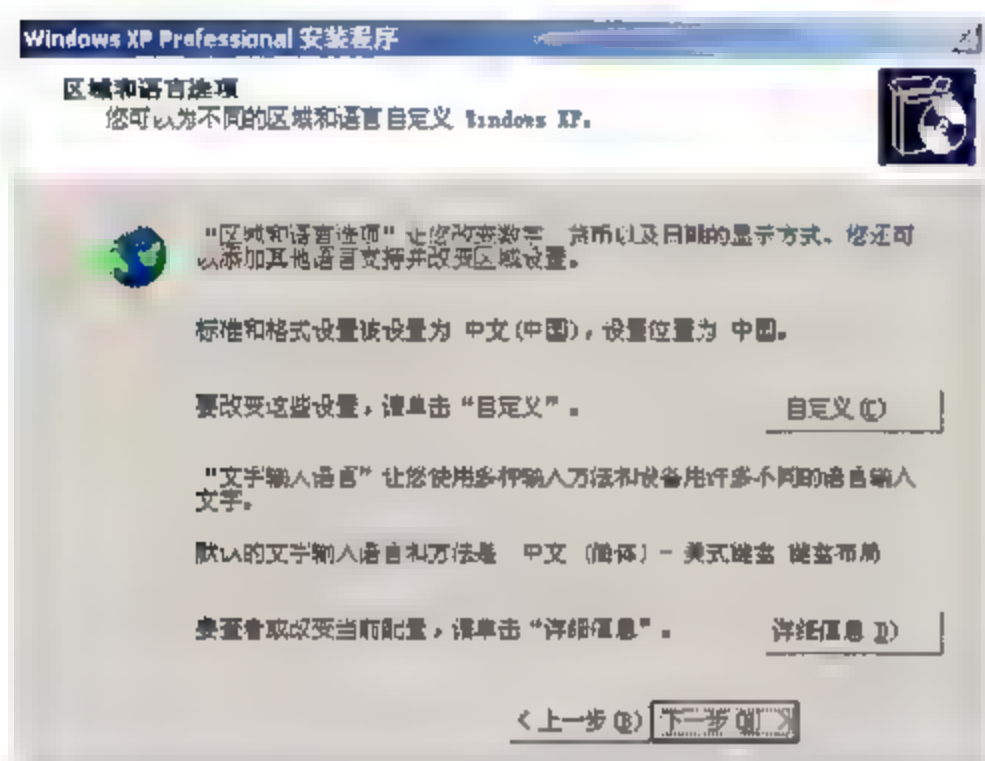 Windows XP Professional 安装程序
区域和语言选项
您可以为不同的区域和语言自定义 Windows XP。
"区域和语言选项" 让您改变数字、货币以及日期的显示方式。您还可
以添加其他语言支持并改变区域设置。
标准和格式设置被设置为 中文(中国),设置位置为 中国。
要改变这些设置,请单击“自定义”。
自定义(C)
"文字输入语言" 让您使用多种输入方法和设备用许多不同的语言输入
文字。
默认的文字输入语言和方法是 中文 (简体) - 美式键盘 键盘布局
要查看或改变当前配置,请单击“详细信息”。
详细信息 D)
< 上一步(B)
下一步(N) >